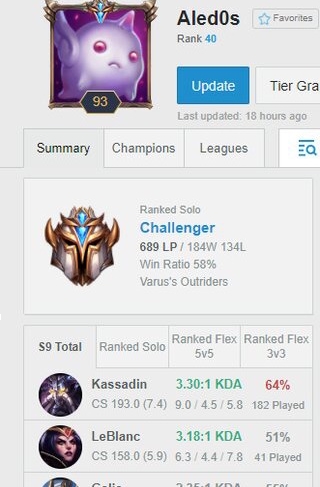 Aled0s
Favorites
Rank 40
93
Update
Tier Gra
Last updated: 18 hours ago
Summary
Champions
Leagues
Ranked Solo
Challenger
689 LP / 184W 134L
Win Ratio 58%
Varus's Outriders
S9 Total
Ranked Solo
Ranked Flex 5v5
Ranked Flex 3v3
Kassadin 3.30:1 KDA 64%
CS 193.0 (7.4) 9.0 / 4.5 / 5.8 182 Played
LeBlanc 3.18:1 KDA 51%
CS 158.0 (5.9) 6.3 / 4.4 / 7.8 41 Played